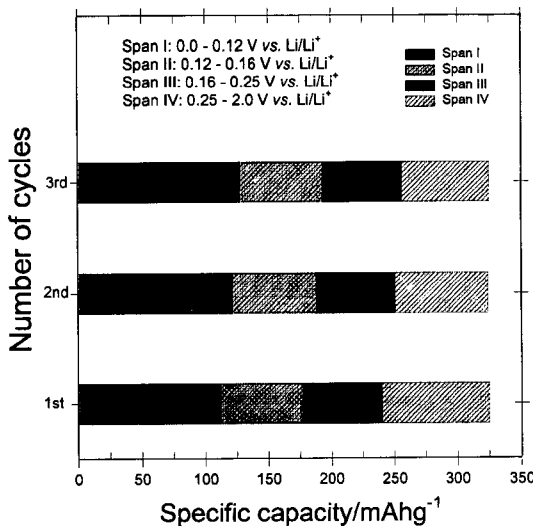 Span I: 0.0 - 0.12 V vs. Li/Li⁺
Span II: 0.12 - 0.16 V vs. Li/Li⁺
Span III: 0.16 - 0.25 V vs. Li/Li⁺
Span IV: 0.25 - 2.0 V vs. Li/Li⁺
Span I
Span II
Span III
Span IV
Number of cycles
3rd
2nd
1st
0 50 100 150 200 250 300 350
Specific capacity/mAhg⁻¹